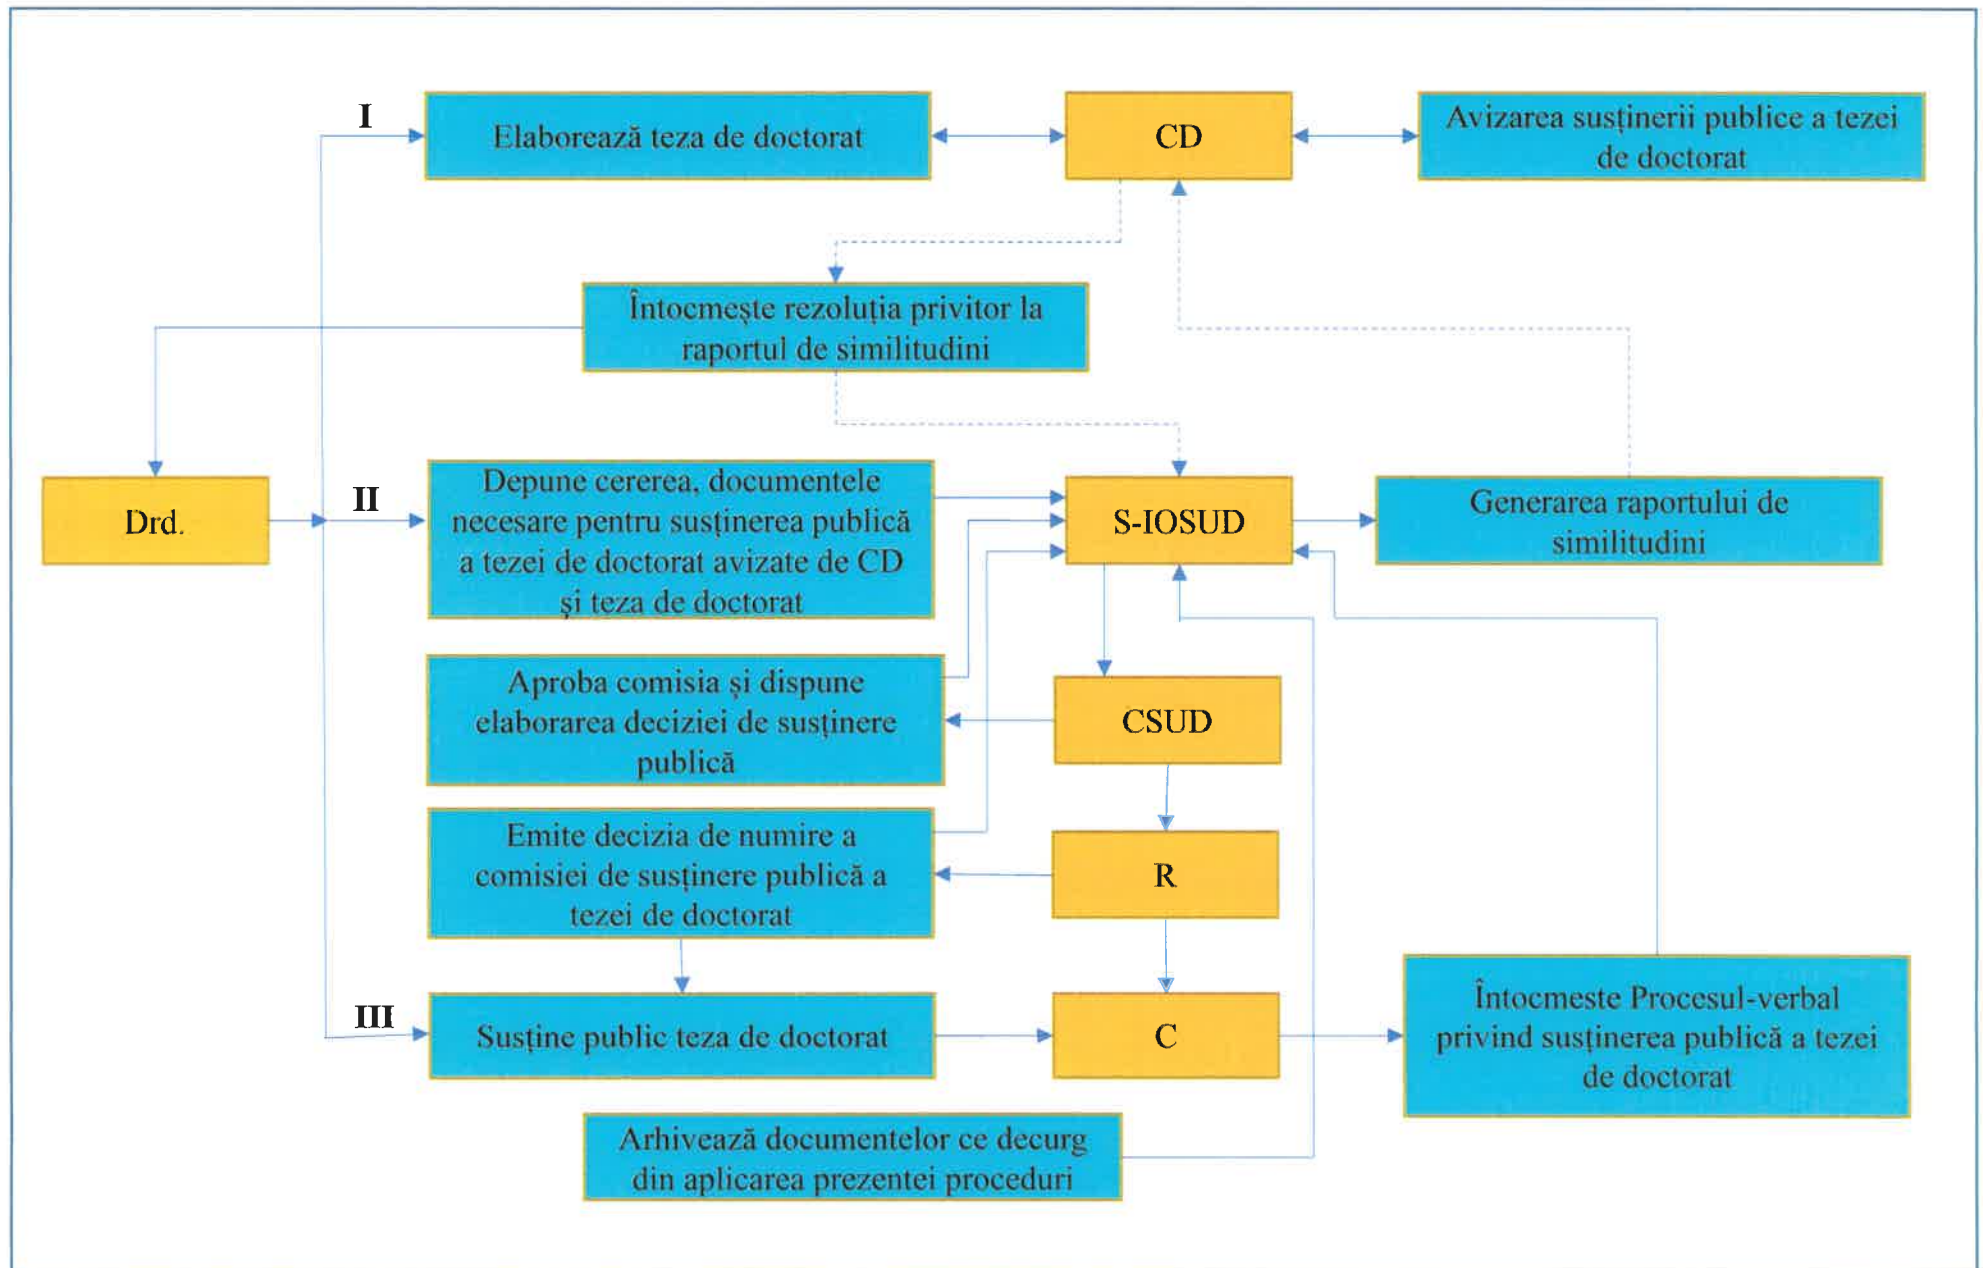 I
Elaborează teza de doctorat
CD
Avizarea susținerii publice a tezei
de doctorat
Întocmește rezoluția privitor la
raportul de similitudini
Drd.
II
Depune cererea, documentele
necesare pentru susținerea publică
a tezei de doctorat avizate de CD
și teza de doctorat
S-IOSUD
Generarea raportului de
similitudini
Aproba comisia și dispune
elaborarea deciziei de susținere
publică
CSUD
Emite decizia de numire a
comisiei de susținere publică a
tezei de doctorat
R
III
Susține public teza de doctorat
C
Întocmeste Procesul-verbal
privind susținerea publică a tezei
de doctorat
Arhivează documentelor ce decurg
din aplicarea prezentei proceduri